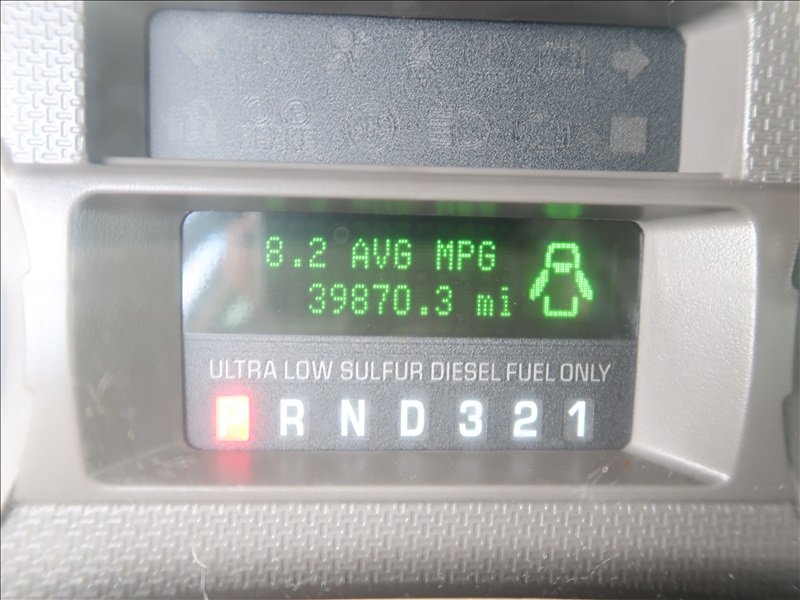 8.2 AVG MPG
39870.3 mi
ULTRA LOW SULFUR DIESEL FUEL ONLY
P R N D 3 2 1